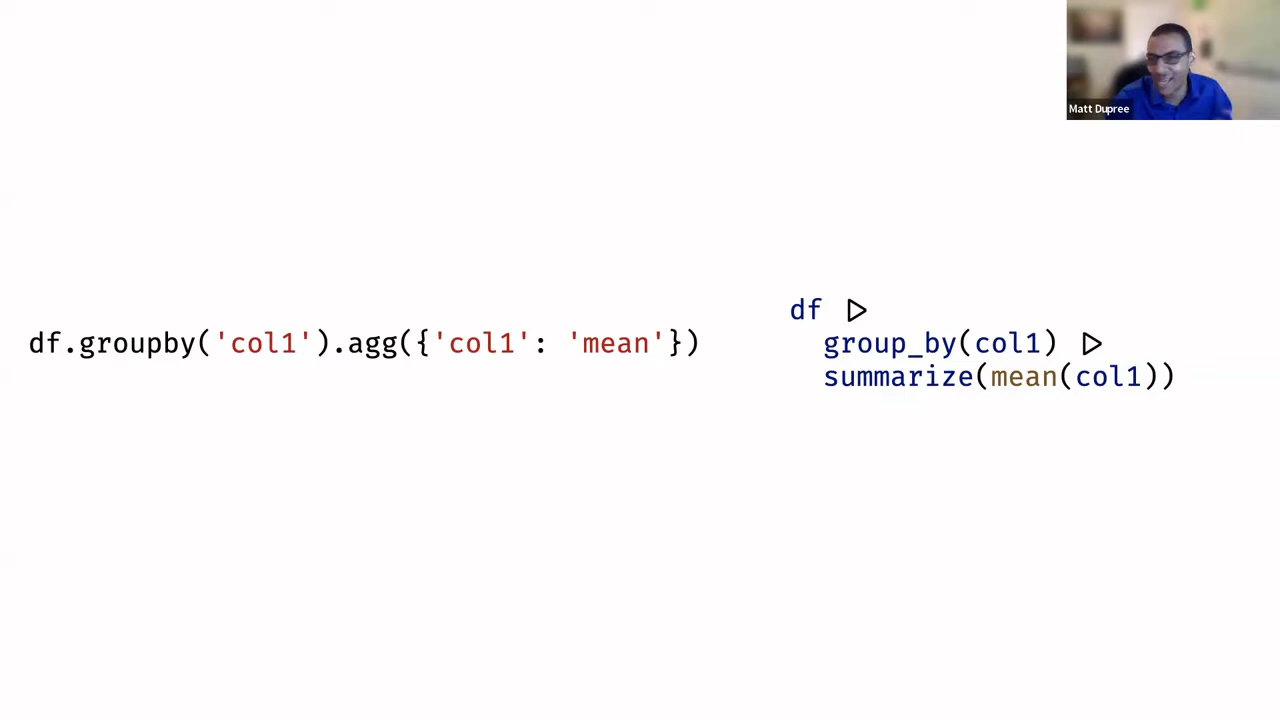 Matt Dupree
df.groupby('col1').agg({'col1': 'mean'})
df |>
group_by(col1) |>
summarize(mean(col1))